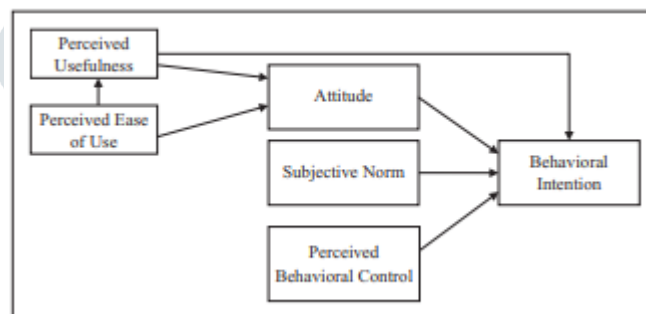 Perceived
Usefulness
Perceived Ease
of Use
Attitude
Subjective Norm
Perceived
Behavioral Control
Behavioral
Intention